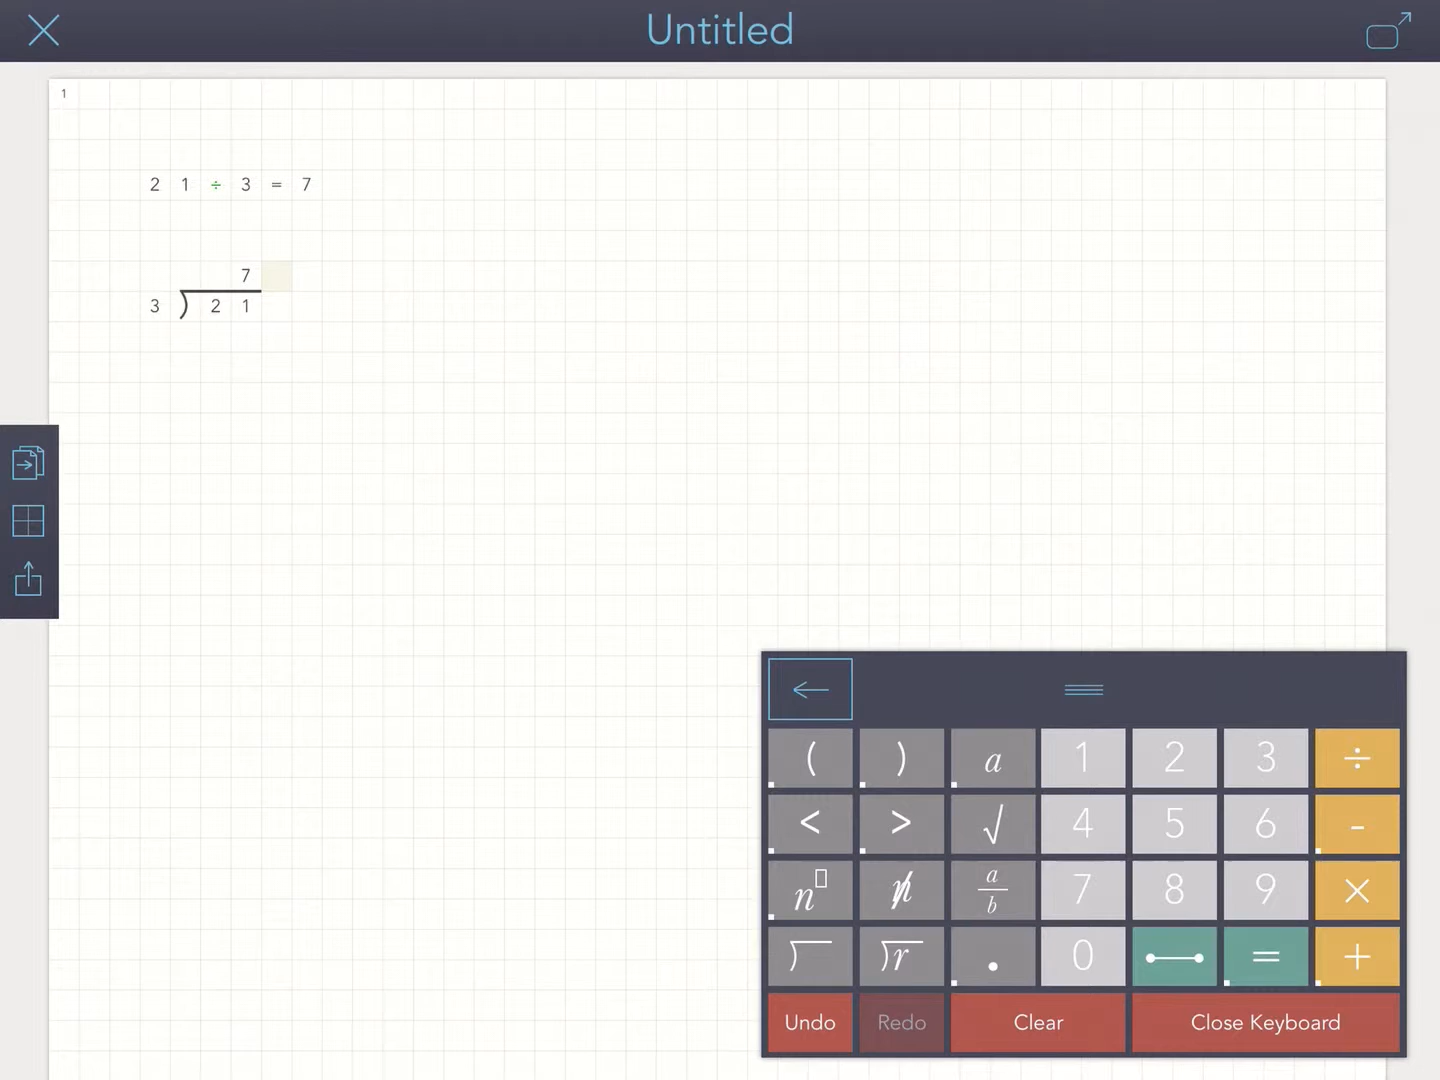 Untitled
1
2 1 ÷ 3 = 7
7
3 ) 2 1
( ) a 1 2 3 ÷
< > √ 4 5 6 -
n▯ n a/b 7 8 9 ×
) )r . 0 = +
Undo Redo Clear Close Keyboard